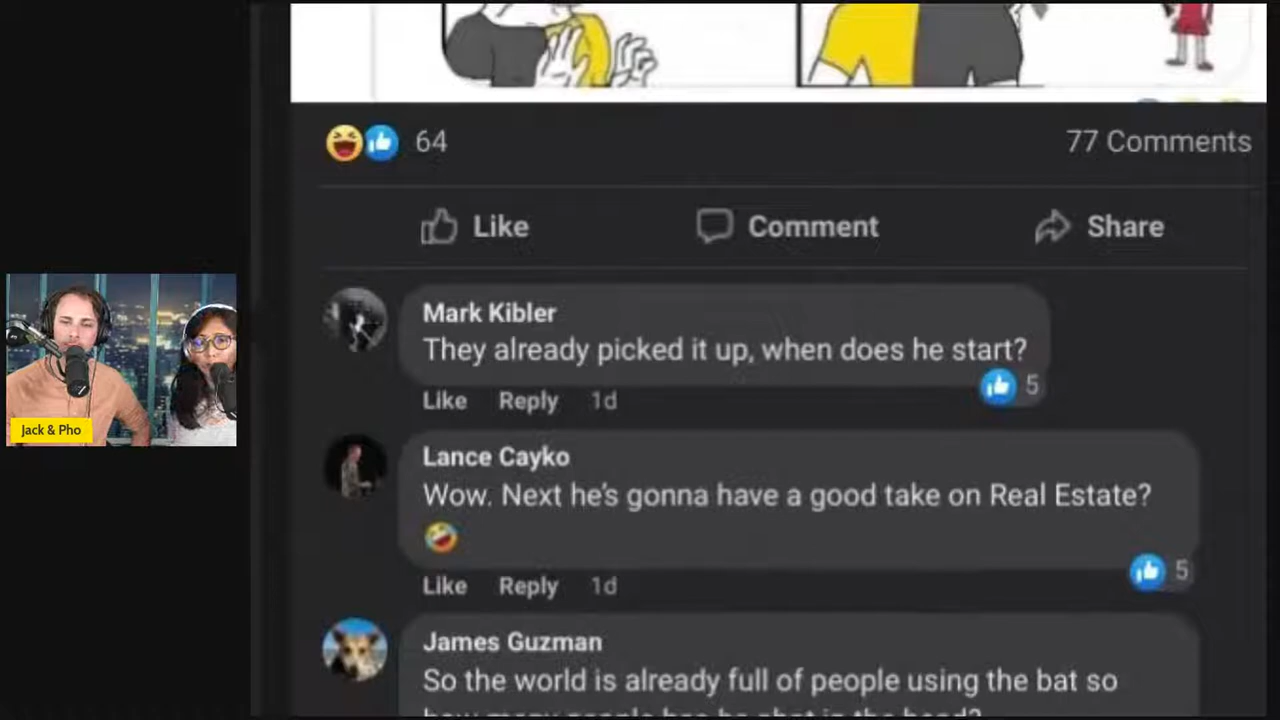 64
77 Comments
Like
Comment
Share
Mark Kibler
They already picked it up, when does he start?
5
Like Reply 1d
Lance Cayko
Wow. Next he's gonna have a good take on Real Estate?
🤣
5
Like Reply 1d
Jack & Pho
James Guzman
So the world is already full of people using the bat so